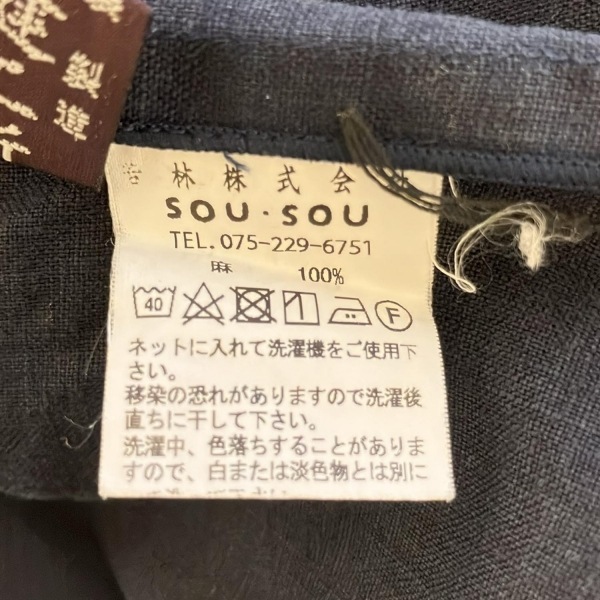 製造
若林株式会社
SOU・SOU
TEL.075-229-6751
麻 100%
40
F
ネットに入れて洗濯機をご使用下
さい。
移染の恐れがありますので洗濯後
直ちに干して下さい。
洗濯中、色落ちすることがありま
すので、白または淡色物とは別に